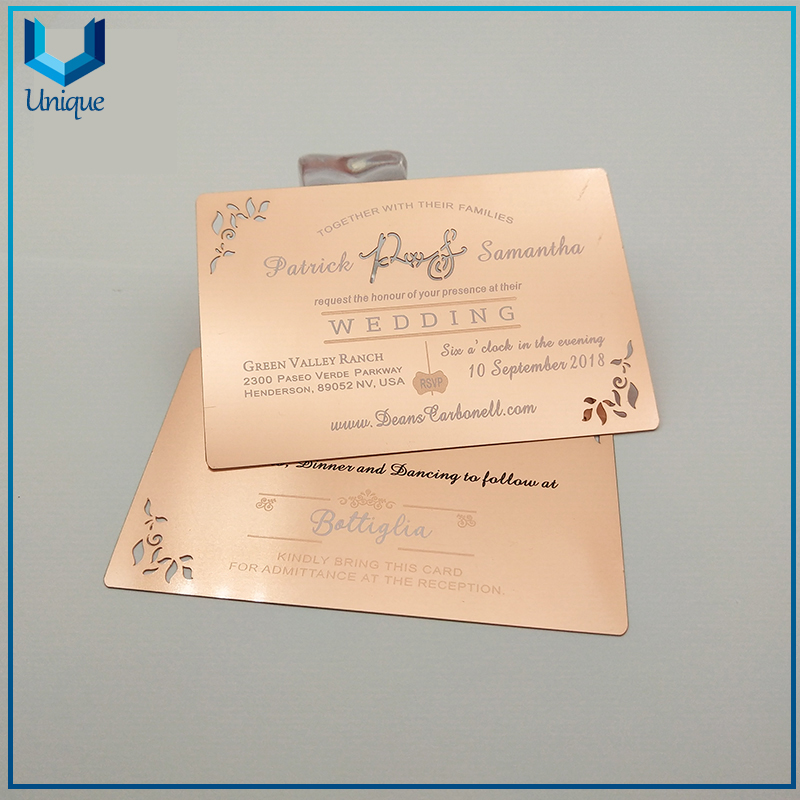 Unique
TOGETHER WITH THEIR FAMILIES
Patrick Samantha
request the honour of your presence at their
WEDDING
GREEN VALLEY RANCH
2300 PASEO VERDE PARKWAY
HENDERSON, 89052 NV, USA
Six a'clock in the evening
10 September 2018
RSVP
www.DeansCarbonell.com
Dinner and Dancing to follow at
Bottiglia
KINDLY BRING THIS CARD
FOR ADMITTANCE AT THE RECEPTION.